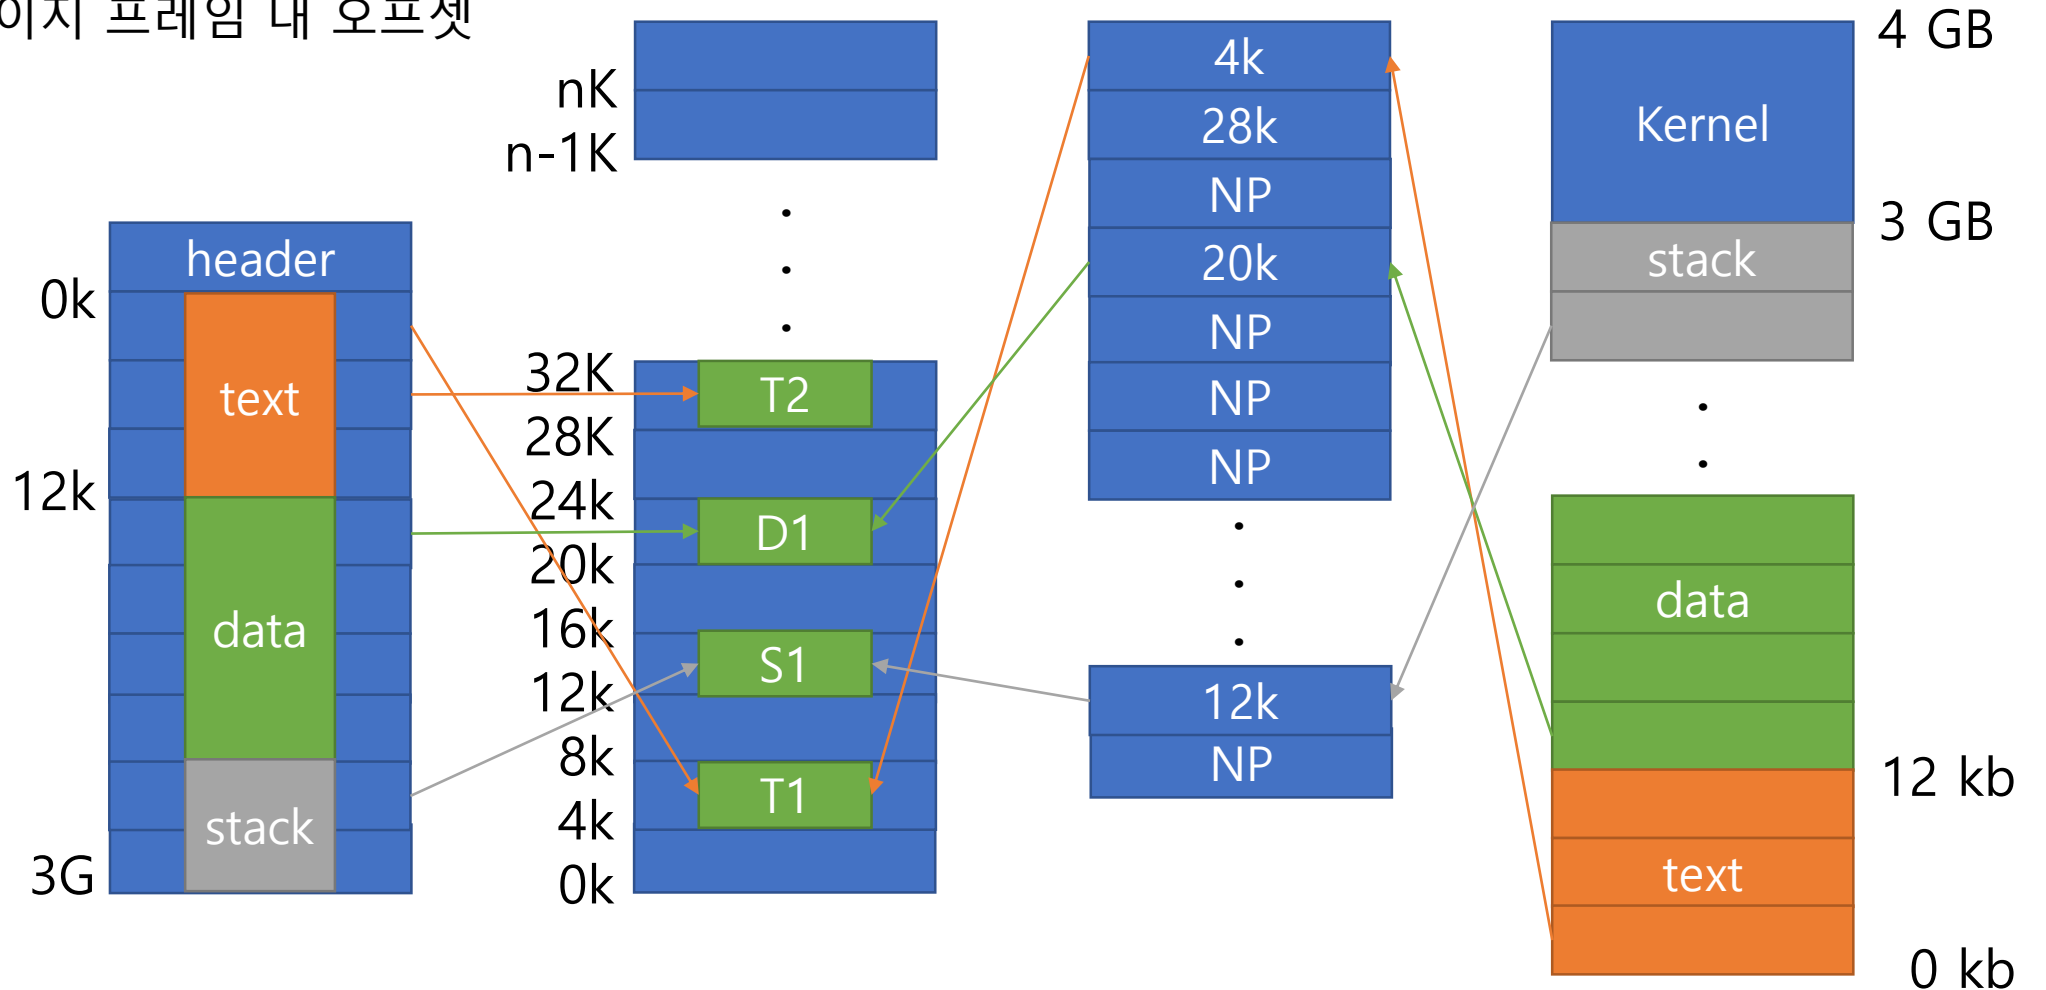 이지 프레임 내 오프셋
header
0k
text
12k
data
stack
3G
nK
n-1K
32K
28K
24k
20k
16k
12k
8k
4k
0k
T2
D1
S1
T1
4k
28k
NP
20k
NP
NP
NP
12k
NP
4 GB
Kernel
3 GB
stack
data
12 kb
text
0 kb